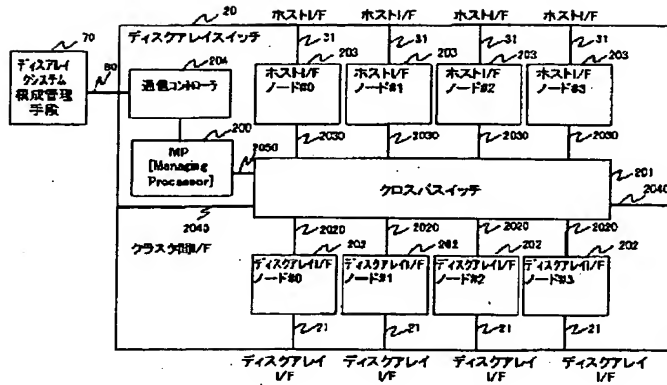 70
20
ホストI/F
ホストI/F
ホストI/F
ホストI/F
ディスクアレイスイッチ
31
31
31
31
ディスクアレイ
システム
構成管理
手段
80
204
通信コントローラ
203
203
203
203
ホストI/F
ノード#0
ホストI/F
ノード#1
ホストI/F
ノード#2
ホストI/F
ノード#3
200
MP
[Managing
Processor]
2050
2030
2030
2030
2030
クロスバスイッチ
201
2040
2040
クラスタ間I/F
2020
2020
2020
2020
202
202
202
202
ディスクアレイI/F
ノード#0
ディスクアレイI/F
ノード#1
ディスクアレイI/F
ノード#2
ディスクアレイI/F
ノード#3
21
21
21
21
ディスクアレイ
I/F
ディスクアレイ
I/F
ディスクアレイ
I/F
ディスクアレイ
I/F